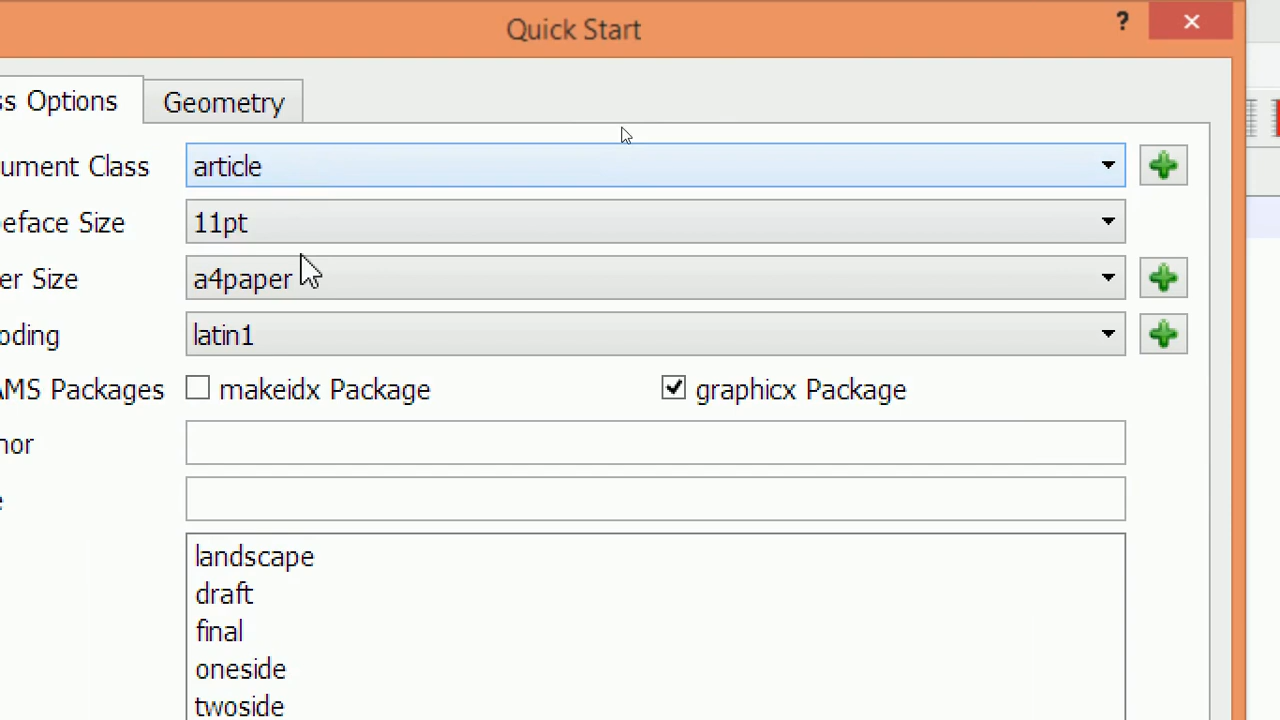 Quick Start ?
ss Options Geometry
ument Class article
eface Size 11pt
er Size a4paper
oding latin1
AMS Packages makeidx Package graphicx Package
nor
e
landscape
draft
final
oneside
twoside